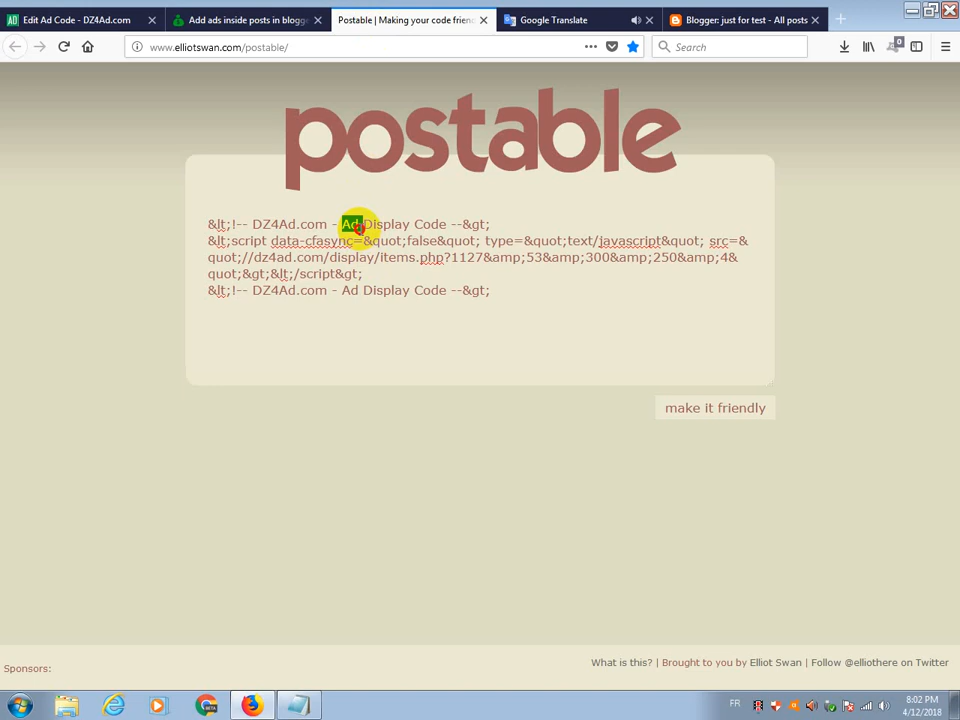 Edit Ad Code - DZ4Ad.com
Add ads inside posts in blogge
Postable | Making your code frien
Google Translate
Blogger: just for test - All posts
www.elliotswan.com/postable/
Search
0
postable
&lt;!-- DZ4Ad.com - Ad Display Code --&gt;
&lt;script data-cfasync=&quot;false&quot; type=&quot;text/javascript&quot; src=&
quot;//dz4ad.com/display/items.php?1127&amp;53&amp;300&amp;250&amp;4&
quot;&gt;&lt;/script&gt;
&lt;!-- DZ4Ad.com - Ad Display Code --&gt;
make it friendly
Sponsors:
What is this? | Brought to you by Elliot Swan | Follow @elliothere on Twitter
FR
8:02 PM
4/12/2018